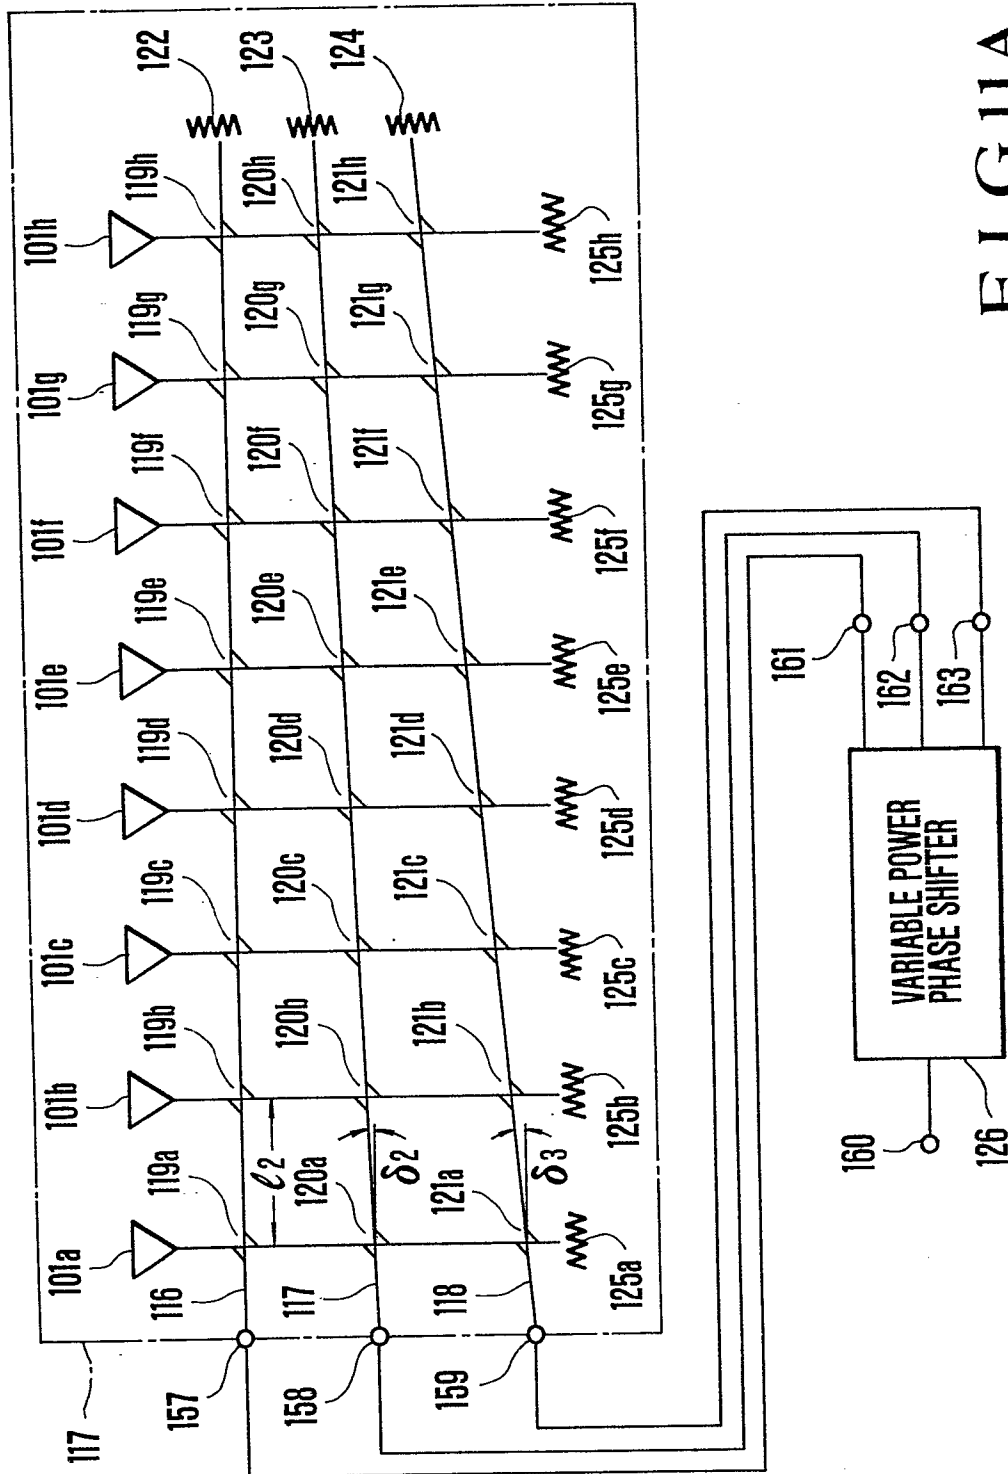 101a 101b 101c 101d 101e 101f 101g 101h
117 116 119a 119b 119c 119d 119e 119f 119g 119h 122
157 ℓ2
117 120a 120b 120c 120d 120e 120f 120g 120h 123
158 δ2
118 121a 121b 121c 121d 121e 121f 121g 121h 124
159 δ3
125a 125b 125c 125d 125e 125f 125g 125h
160 161
VARIABLE POWER
PHASE SHIFTER
162
126 163
FIG.11A